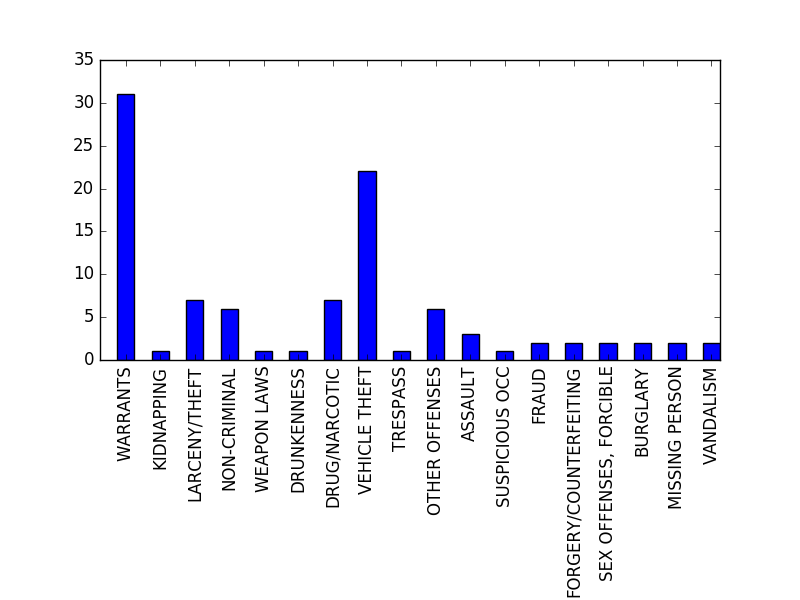 35
30
25
20
15
10
5
0
WARRANTS
KIDNAPPING
LARCENY/THEFT
NON-CRIMINAL
WEAPON LAWS
DRUNKENNESS
DRUG/NARCOTIC
VEHICLE THEFT
TRESPASS
OTHER OFFENSES
ASSAULT
SUSPICIOUS OCC
FRAUD
FORGERY/COUNTERFEITING
SEX OFFENSES, FORCIBLE
BURGLARY
MISSING PERSON
VANDALISM